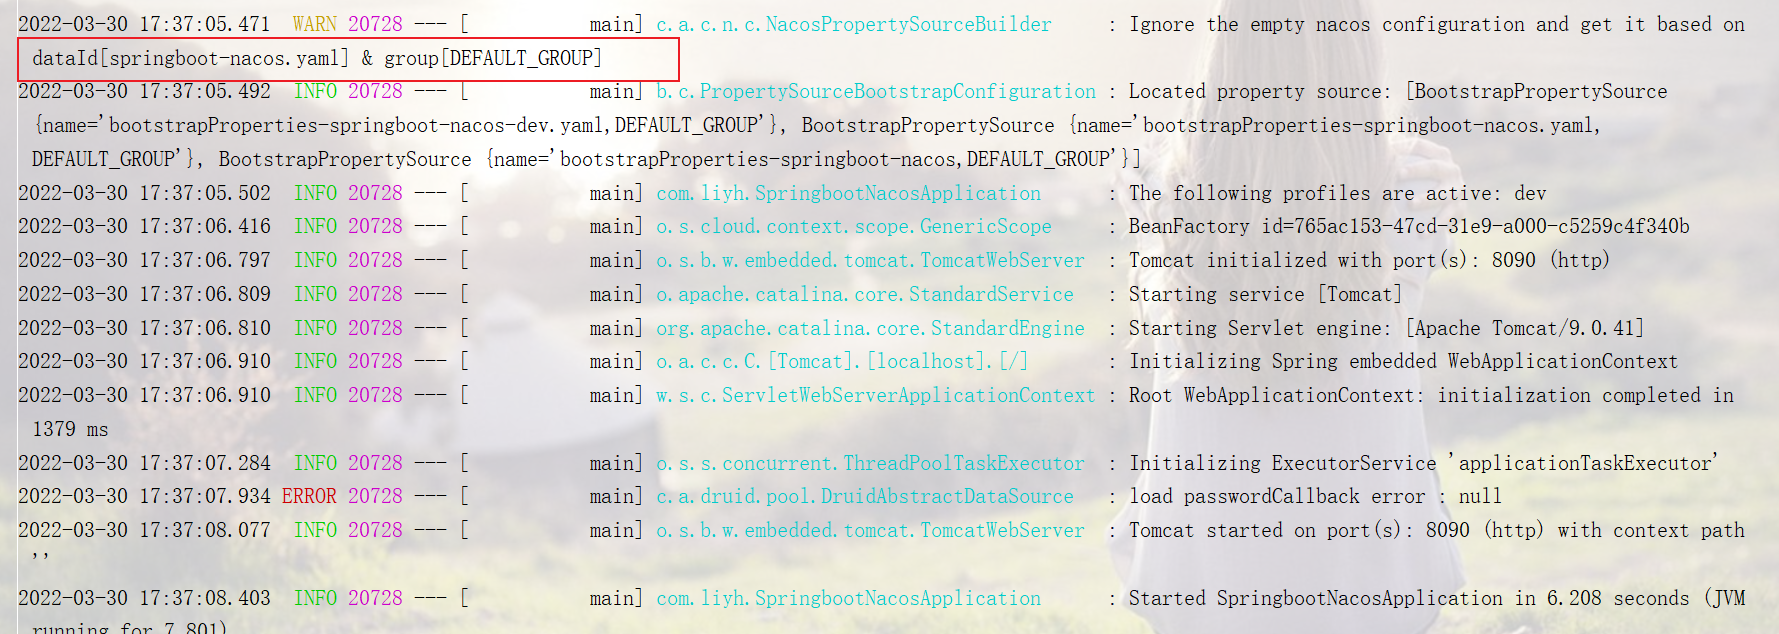 2022-03-30 17:37:05.471  WARN 20728 --- [           main] c.a.c.n.c.NacosPropertySourceBuilder     : Ignore the empty nacos configuration and get it based on
dataId[springboot-nacos.yaml] & group[DEFAULT_GROUP]
2022-03-30 17:37:05.492  INFO 20728 --- [           main] b.c.PropertySourceBootstrapConfiguration : Located property source: [BootstrapPropertySource
{name='bootstrapProperties-springboot-nacos-dev.yaml,DEFAULT_GROUP'}, BootstrapPropertySource {name='bootstrapProperties-springboot-nacos.yaml,
DEFAULT_GROUP'}, BootstrapPropertySource {name='bootstrapProperties-springboot-nacos,DEFAULT_GROUP'}]
2022-03-30 17:37:05.502  INFO 20728 --- [           main] com.liyh.SpringbootNacosApplication      : The following profiles are active: dev
2022-03-30 17:37:06.416  INFO 20728 --- [           main] o.s.cloud.context.scope.GenericScope     : BeanFactory id=765ac153-47cd-31e9-a000-c5259c4f340b
2022-03-30 17:37:06.797  INFO 20728 --- [           main] o.s.b.w.embedded.tomcat.TomcatWebServer  : Tomcat initialized with port(s): 8090 (http)
2022-03-30 17:37:06.809  INFO 20728 --- [           main] o.apache.catalina.core.StandardService   : Starting service [Tomcat]
2022-03-30 17:37:06.810  INFO 20728 --- [           main] org.apache.catalina.core.StandardEngine  : Starting Servlet engine: [Apache Tomcat/9.0.41]
2022-03-30 17:37:06.910  INFO 20728 --- [           main] o.a.c.c.C.[Tomcat].[localhost].[/]       : Initializing Spring embedded WebApplicationContext
2022-03-30 17:37:06.910  INFO 20728 --- [           main] w.s.c.ServletWebServerApplicationContext : Root WebApplicationContext: initialization completed in
1379 ms
2022-03-30 17:37:07.284  INFO 20728 --- [           main] o.s.s.concurrent.ThreadPoolTaskExecutor  : Initializing ExecutorService 'applicationTaskExecutor'
2022-03-30 17:37:07.934 ERROR 20728 --- [           main] c.a.druid.pool.DruidAbstractDataSource   : load passwordCallback error : null
2022-03-30 17:37:08.077  INFO 20728 --- [           main] o.s.b.w.embedded.tomcat.TomcatWebServer  : Tomcat started on port(s): 8090 (http) with context path
''
2022-03-30 17:37:08.403  INFO 20728 --- [           main] com.liyh.SpringbootNacosApplication      : Started SpringbootNacosApplication in 6.208 seconds (JVM
running for 7.801)